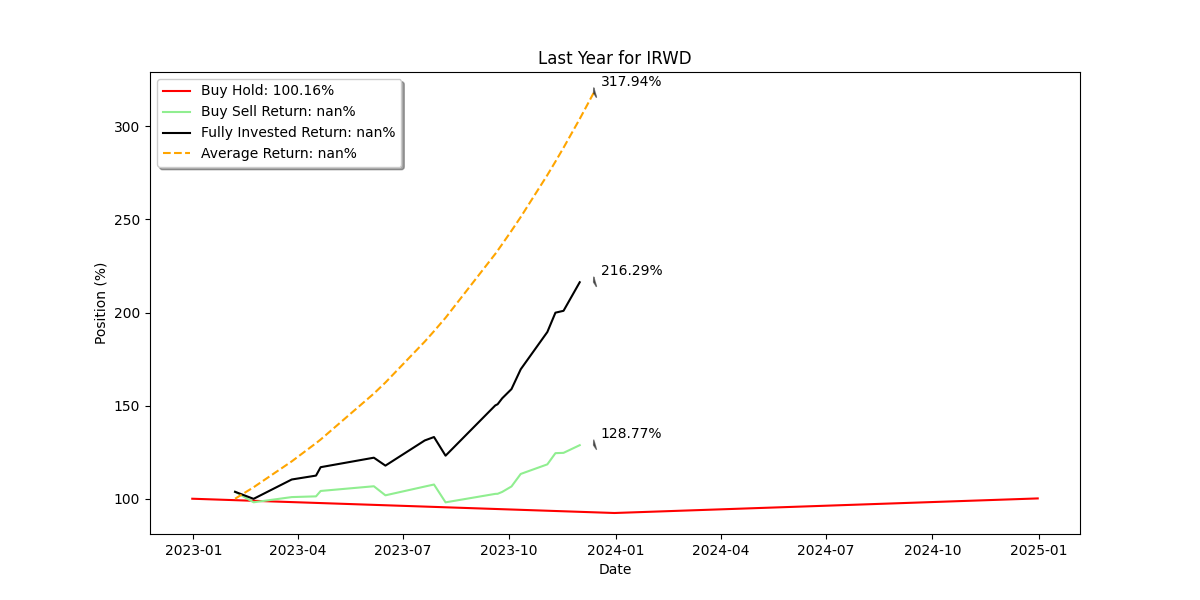 Last Year for IRWD
Buy Hold: 100.16%
Buy Sell Return: nan%
Fully Invested Return: nan%
Average Return: nan%
317.94%
216.29%
128.77%
300
250
200
150
100
Position (%)
2023-01 2023-04 2023-07 2023-10 2024-01 2024-04 2024-07 2024-10 2025-01
Date